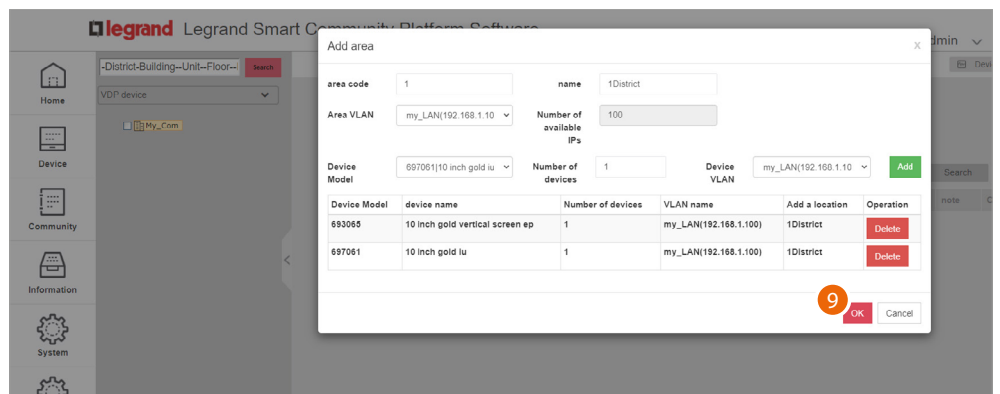 legrand Legrand Smart Community Platform Software
dmin
Add area
X
-District-Building--Unit--Floor--
Search
VDP device
My_Com
Home
Device
Community
Information
System
Devi
Search
note
area code 1 name 1District
Area VLAN my_LAN(192.168.1.10 Number of available IPs 100
Device Model 697061|10 inch gold iu Number of devices 1 Device VLAN my_LAN(192.168.1.10 Add
Device Model device name Number of devices VLAN name Add a location Operation
693065 10 inch gold vertical screen ep 1 my_LAN(192.168.1.100) 1District Delete
697061 10 inch gold iu 1 my_LAN(192.168.1.100) 1District Delete
9
OK Cancel